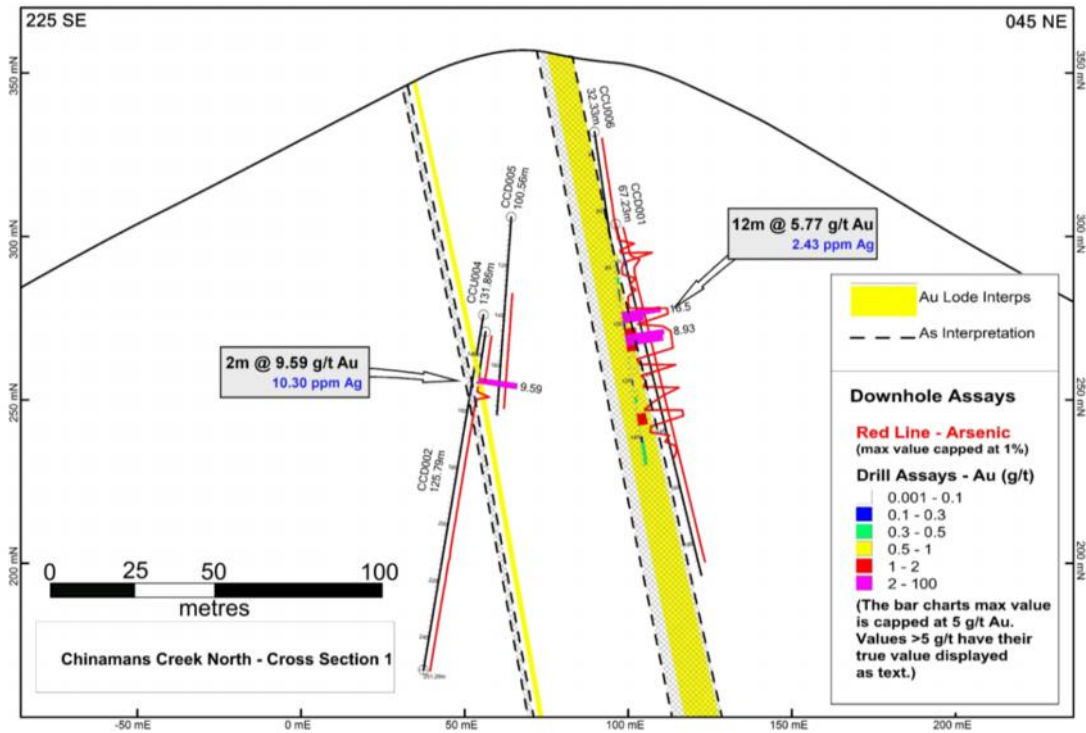 225 SE
045 NE
350 mN
300 mN
250 mN
200 mN
350 mN
300 mN
250 mN
200 mN
CCU006
32.33m
CCD001
67.23m
CCD005
100.56m
CCU004
131.86m
CCD002
125.79m
12m @ 5.77 g/t Au
2.43 ppm Ag
16.5
8.93
2m @ 9.59 g/t Au
10.30 ppm Ag
9.59
Au Lode Interps
As Interpretation
Downhole Assays
Red Line - Arsenic
(max value capped at 1%)
Drill Assays - Au (g/t)
0.001 - 0.1
0.1 - 0.3
0.3 - 0.5
0.5 - 1
1 - 2
2 - 100
(The bar charts max value
is capped at 5 g/t Au.
Values >5 g/t have their
true value displayed
as text.)
0 25 50 100
metres
Chinamans Creek North - Cross Section 1
-50 mE
0 mE
50 mE
100 mE
150 mE
200 mE